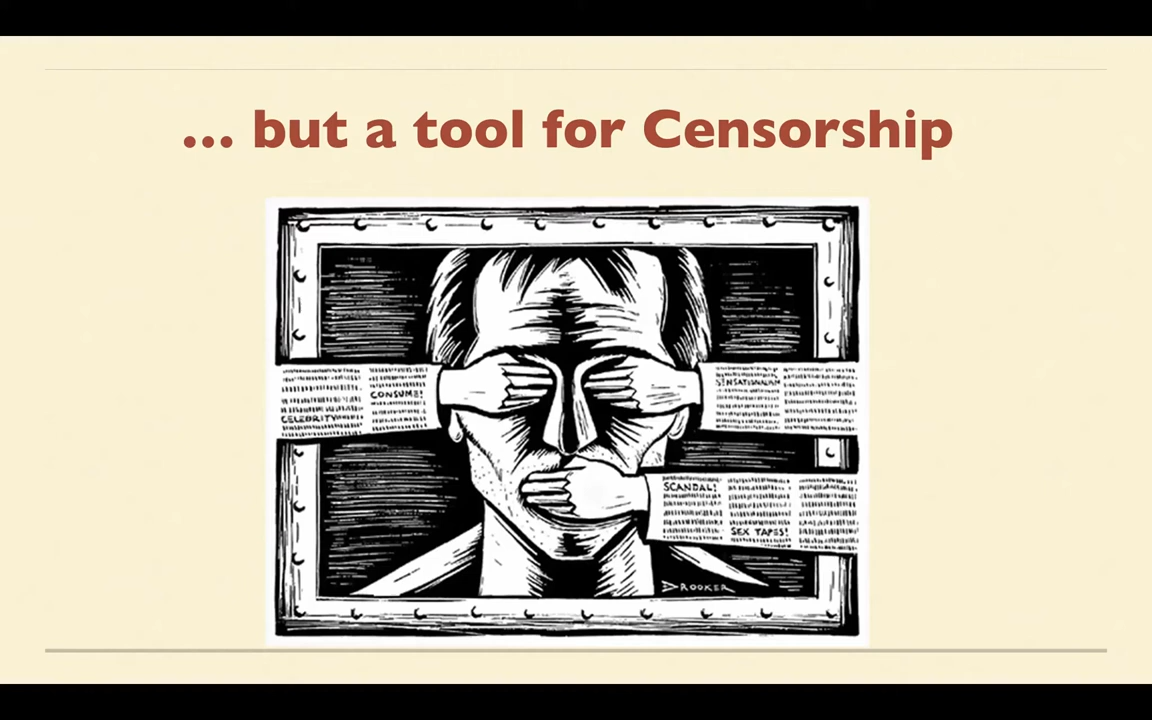 ... but a tool for Censorship
CONSUME!
CELEBRITY
SENSATIONALISM
SCANDAL!
SEX TAPES!
DROOKER